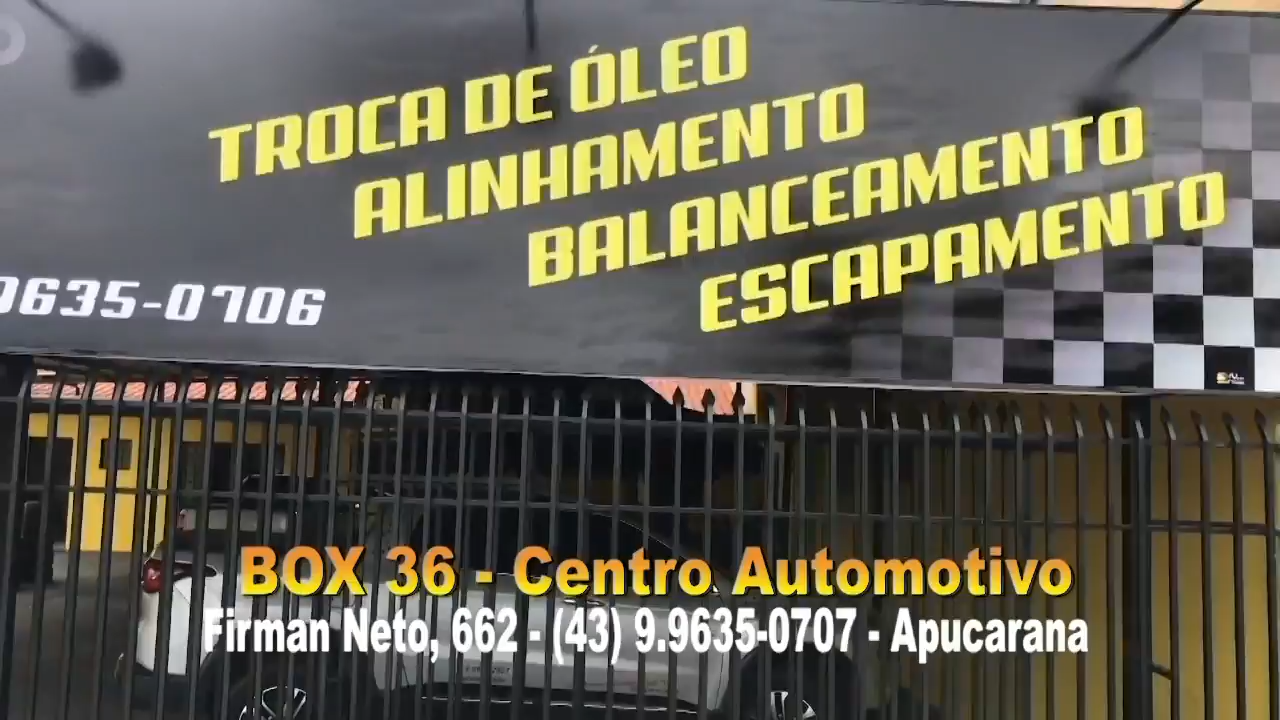 TROCA DE ÓLEO
ALINHAMENTO
BALANCEAMENTO
ESCAPAMENTO
9635-0706
BOX 36 - Centro Automotivo
Firman Neto, 662 - (43) 9.9635-0707 - Apucarana